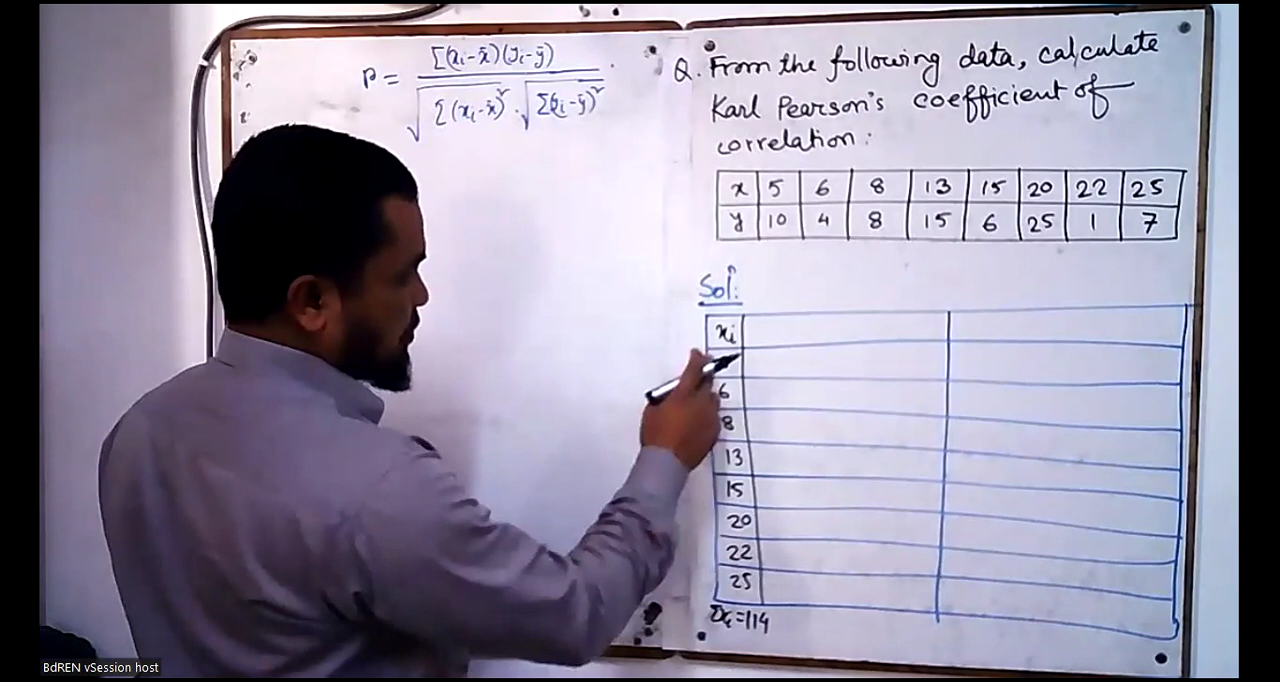 P = Σ(xi-x̄)(yi-ȳ) / √Σ(xi-x̄)² · √Σ(yi-ȳ)²
Q. From the following data, calculate
Karl Pearson's coefficient of
correlation:
x 5 6 8 13 15 20 22 25
y 10 4 8 15 6 25 1 7
Solⁿ:
xi
6
8
13
15
20
22
25
Σxi=114
BdREN vSession host